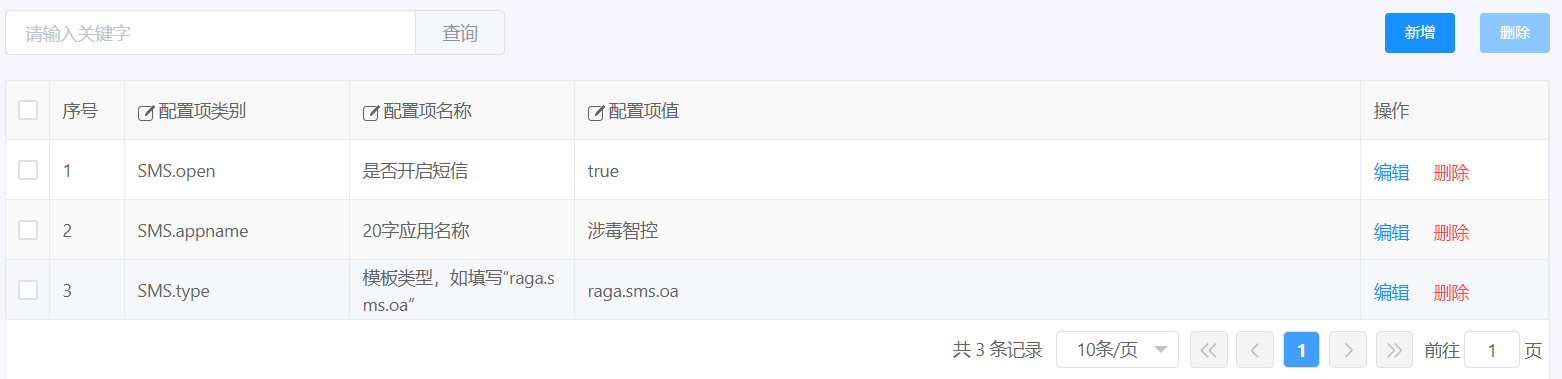 请输入关键字 查询 新增 删除
序号 配置项类别 配置项名称 配置项值 操作
1 SMS.open 是否开启短信 true 编辑 删除
2 SMS.appname 20字应用名称 涉毒智控 编辑 删除
3 SMS.type 模板类型，如填写“raga.s
ms.oa“ raga.sms.oa 编辑 删除
共 3 条记录 10条/页 1 前往 1 页